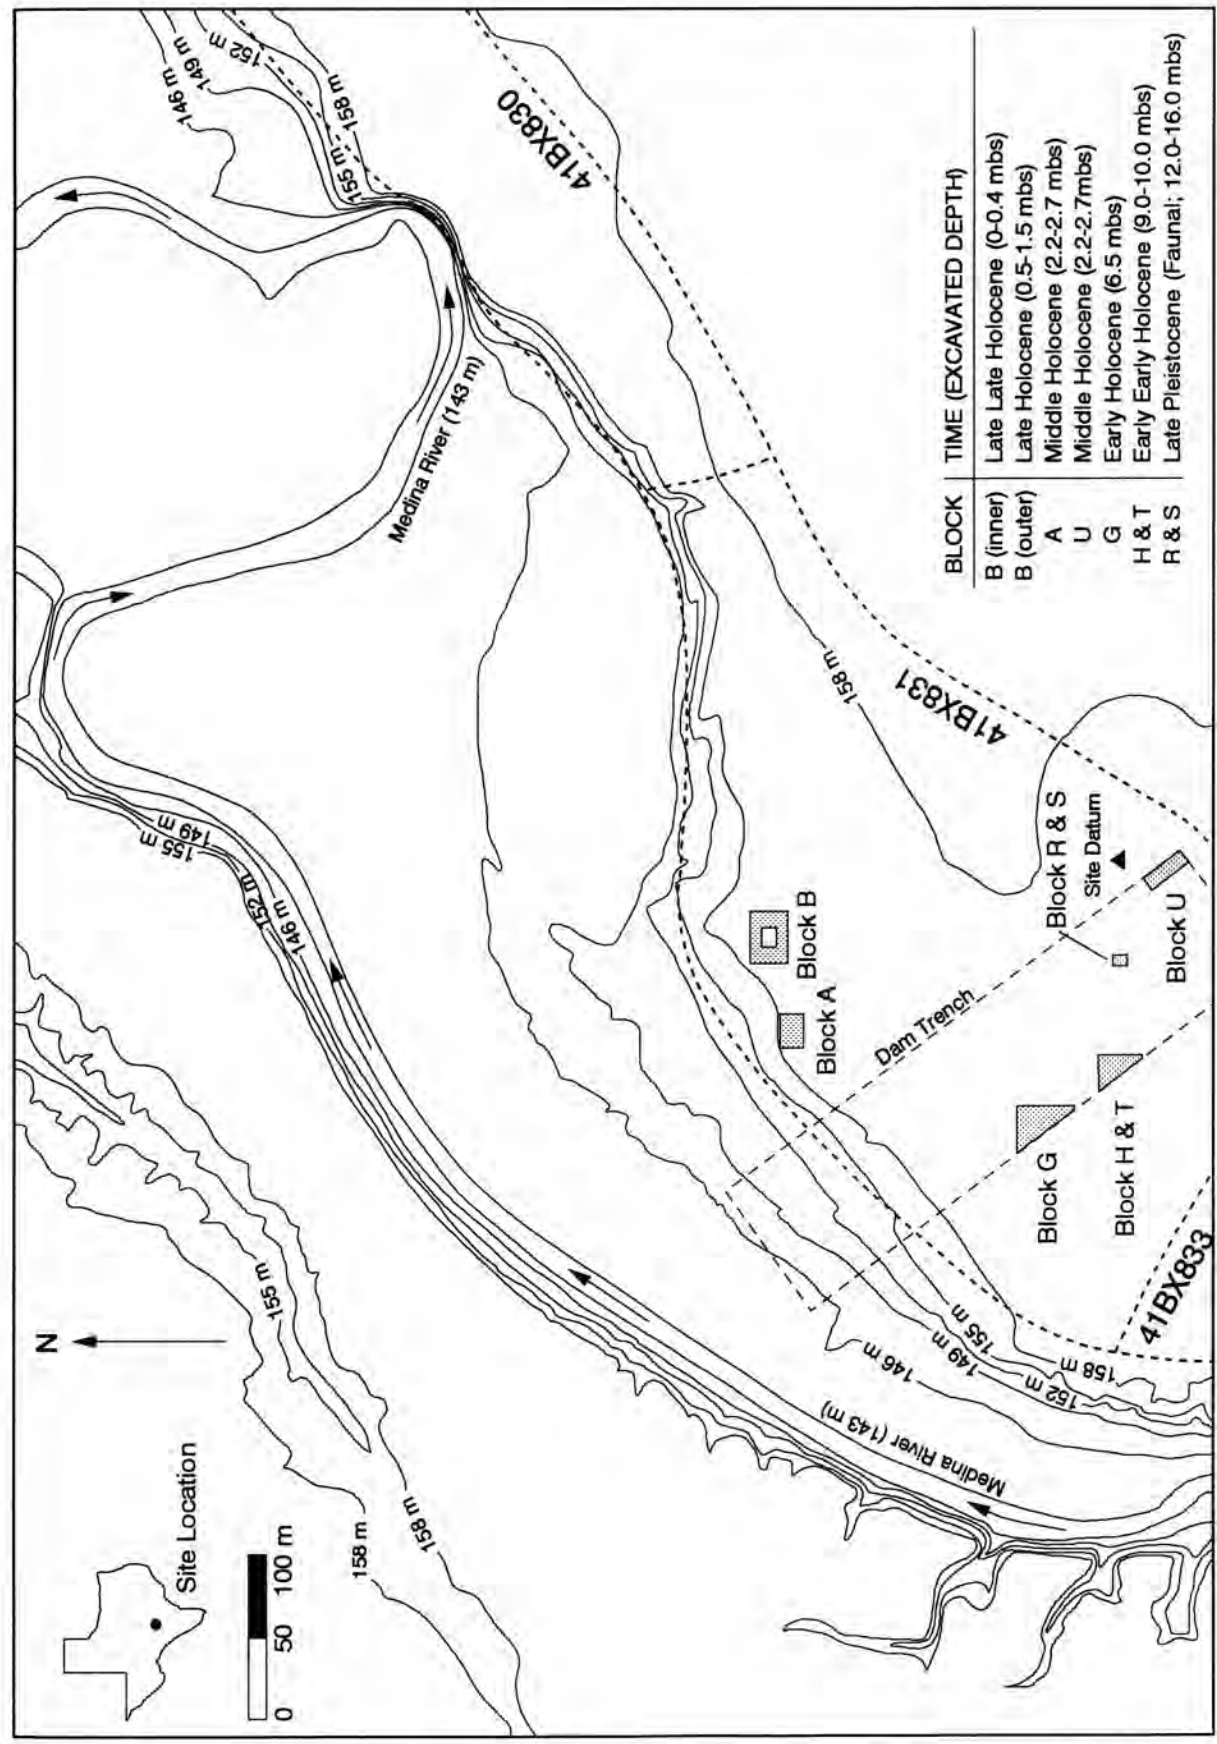 N
Site Location
0 50 100 m
158 m
158 m
155 m
155 m
149 m
152 m
146 m
146 m
149 m
152 m
155 m
158 m
Medina River (143 m)
Medina River (143 m)
146 m
149 m
155 m
152 m
158 m
158 m
41BX830
41BX831
41BX833
Dam Trench
Block A
Block B
Block G
Block H & T
Block R & S
Site Datum
Block U
BLOCK TIME (EXCAVATED DEPTH)
B (inner) Late Late Holocene (0-0.4 mbs)
B (outer) Late Holocene (0.5-1.5 mbs)
A Middle Holocene (2.2-2.7 mbs)
U Middle Holocene (2.2-2.7mbs)
G Early Holocene (6.5 mbs)
H & T Early Early Holocene (9.0-10.0 mbs)
R & S Late Pleistocene (Faunal; 12.0-16.0 mbs)